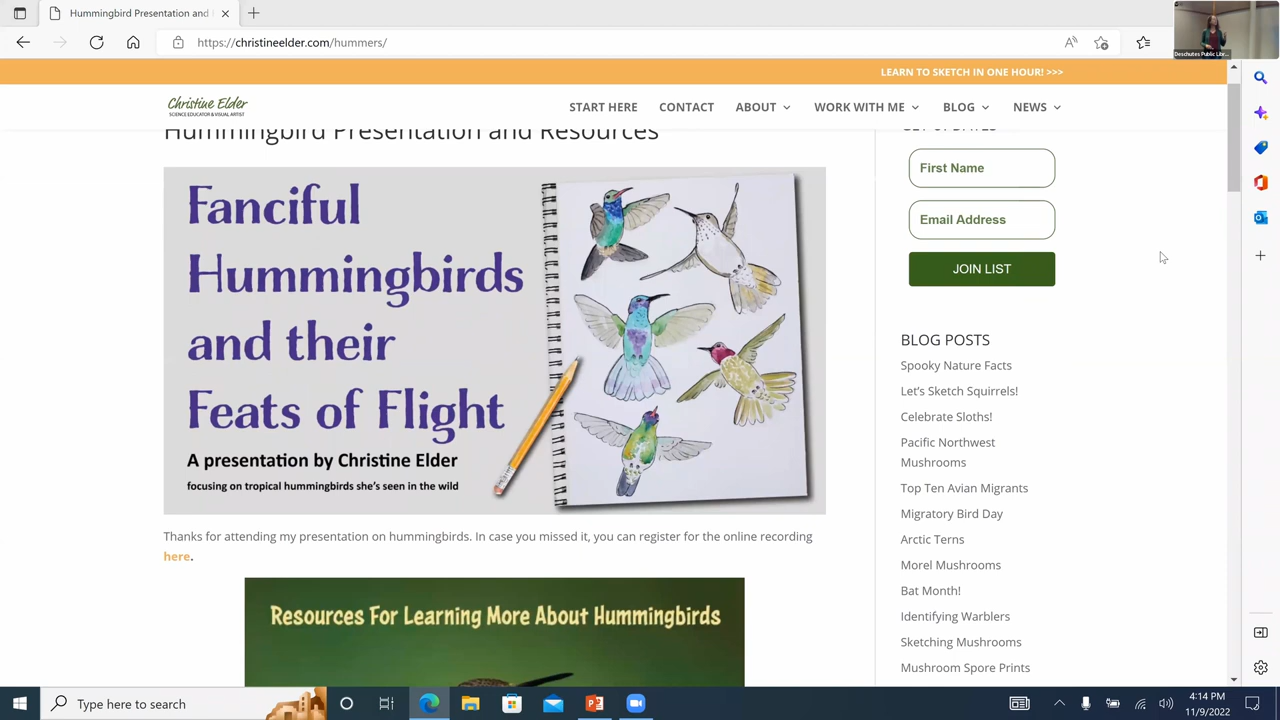 Hummingbird Presentation and
https://christineelder.com/hummers/
Deschutes Public Libr...
LEARN TO SKETCH IN ONE HOUR! >>>
Christine Elder
SCIENCE EDUCATOR & VISUAL ARTIST
START HERE
CONTACT
ABOUT
WORK WITH ME
BLOG
NEWS
Hummingbird Presentation and Resources
Fanciful
Hummingbirds
and their
Feats of Flight
A presentation by Christine Elder
focusing on tropical hummingbirds she's seen in the wild
Thanks for attending my presentation on hummingbirds. In case you missed it, you can register for the online recording
here.
Resources For Learning More About Hummingbirds
GET UPDATES
First Name
Email Address
JOIN LIST
BLOG POSTS
Spooky Nature Facts
Let's Sketch Squirrels!
Celebrate Sloths!
Pacific Northwest
Mushrooms
Top Ten Avian Migrants
Migratory Bird Day
Arctic Terns
Morel Mushrooms
Bat Month!
Identifying Warblers
Sketching Mushrooms
Mushroom Spore Prints
Type here to search
4:14 PM
11/9/2022